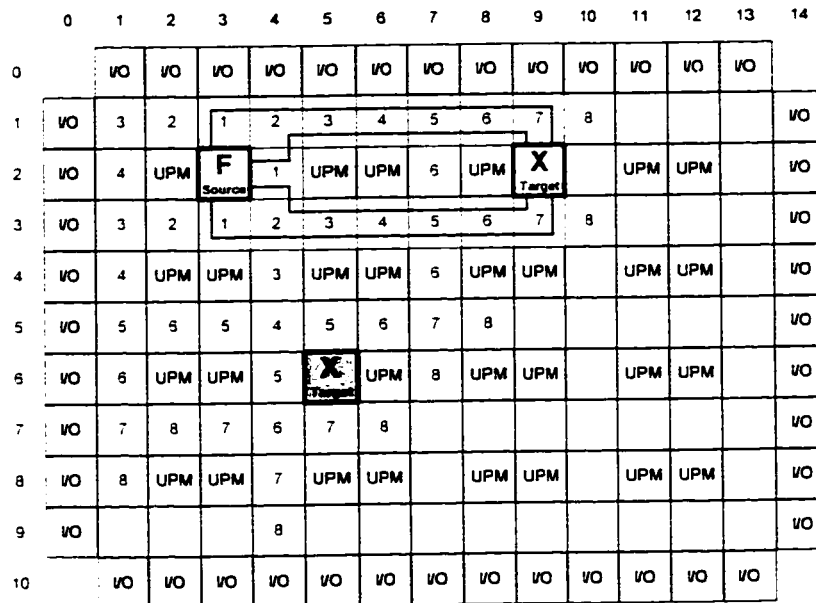 0 1 2 3 4 5 6 7 8 9 10 11 12 13 14
0 I/O I/O I/O I/O I/O I/O I/O I/O I/O I/O I/O I/O I/O
1 I/O 3 2 1 2 3 4 5 6 7 8 I/O
2 I/O 4 UPM F Source 1 UPM UPM 6 UPM X Target UPM UPM I/O
3 I/O 3 2 1 2 3 4 5 6 7 8 I/O
4 I/O 4 UPM UPM 3 UPM UPM 6 UPM UPM UPM UPM I/O
5 I/O 5 6 5 4 5 6 7 8 I/O
6 I/O 6 UPM UPM 5 X Target UPM 8 UPM UPM UPM UPM I/O
7 I/O 7 8 7 6 7 8 I/O
8 I/O 8 UPM UPM 7 UPM UPM UPM UPM UPM UPM I/O
9 I/O 8 I/O
10 I/O I/O I/O I/O I/O I/O I/O I/O I/O I/O I/O I/O I/O